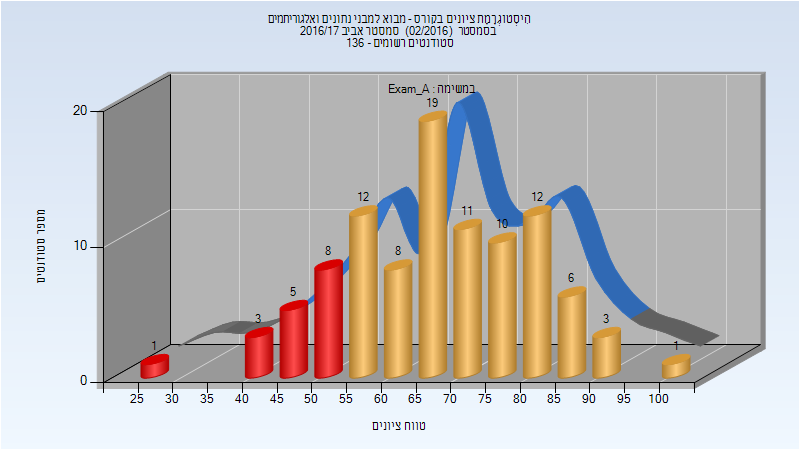 הִיסְטוגְרַמַת ציונים בקורס - מבוא למבני נתונים ואלגוריתמים
בסמסטר (02/2016) סמסטר אביב 2016/17
סטודנטים רשומים - 136
במשימה : Exam_A
19
12
12
11
10
8
8
6
5
3
3
1
1
20
10
0
מספר סטודנטים
25 30 35 40 45 50 55 60 65 70 75 80 85 90 95 100
טווח ציונים